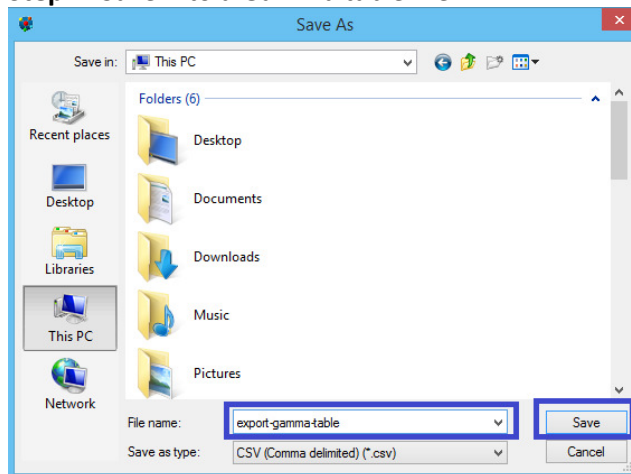 Save As
Save in: This PC
Folders (6)
Recent places
Desktop
Documents
Desktop
Downloads
Libraries
Music
This PC
Pictures
Network
File name: export-gamma-table Save
Save as type: CSV (Comma delimited) (*.csv) Cancel